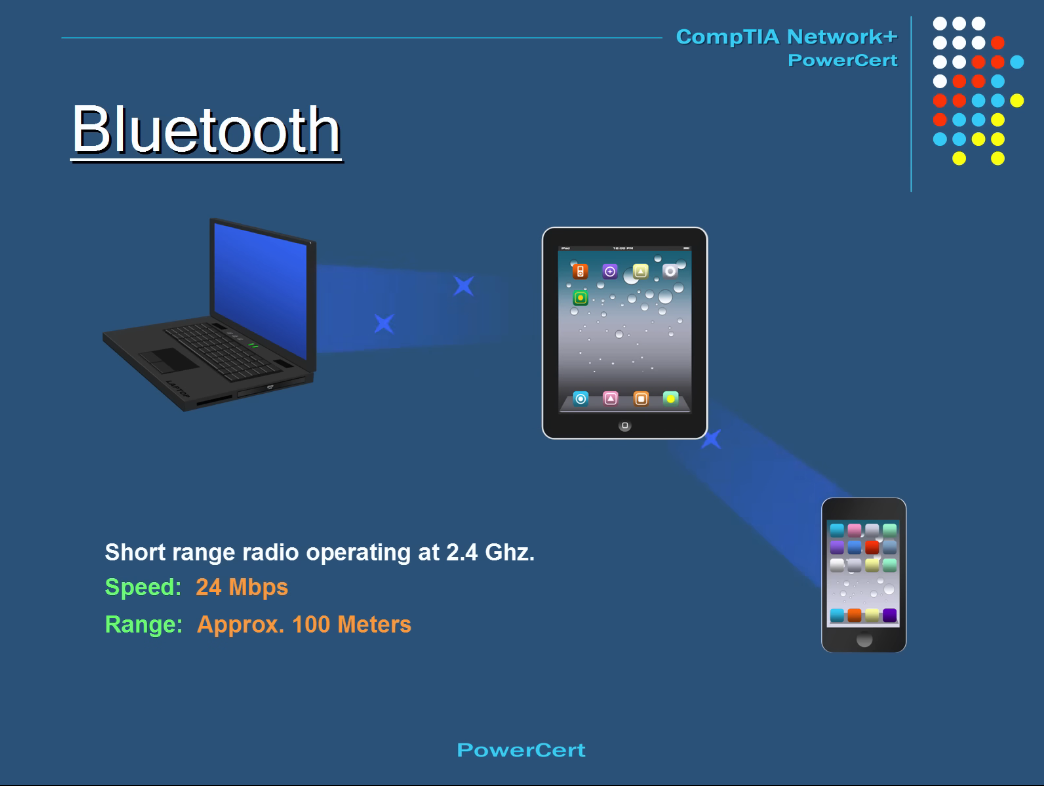 CompTIA Network+
PowerCert
Bluetooth
LAPTOP
Short range radio operating at 2.4 Ghz.
Speed: 24 Mbps
Range: Approx. 100 Meters
PowerCert